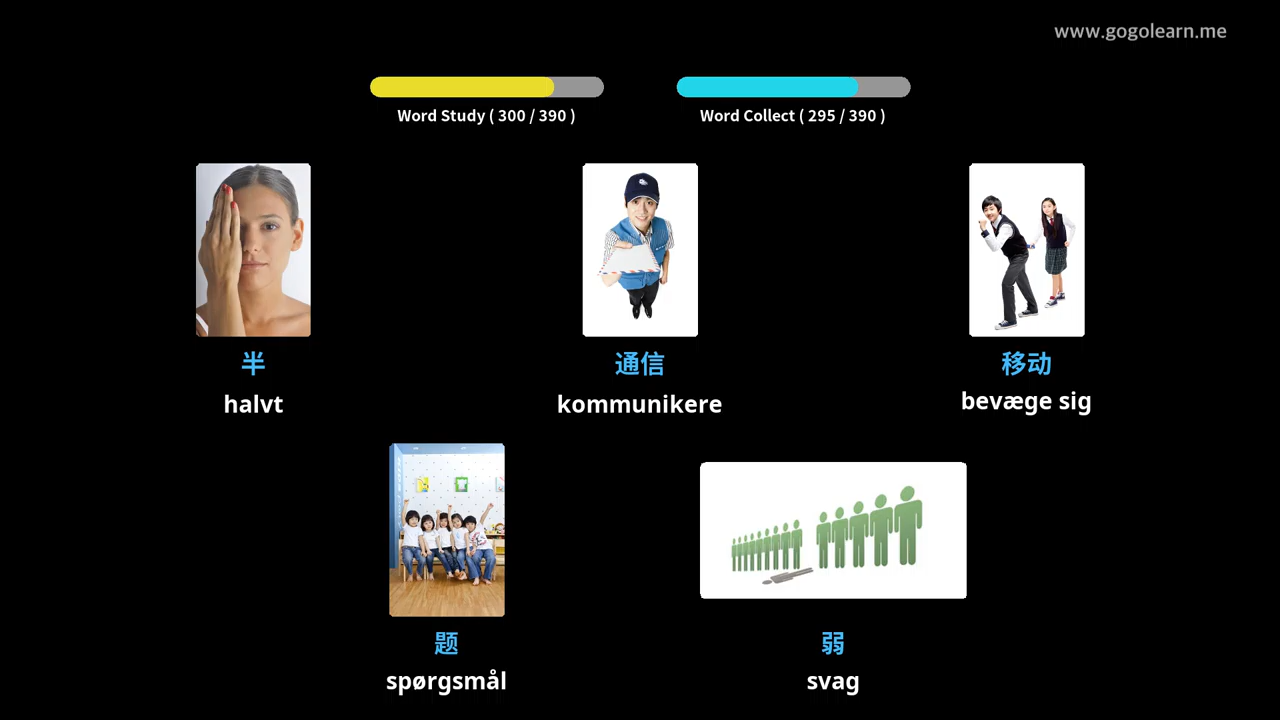 www.gogolearn.me
Word Study ( 300 / 390 )
Word Collect ( 295 / 390 )
半
halvt
通信
kommunikere
移动
bevæge sig
题
spørgsmål
弱
svag